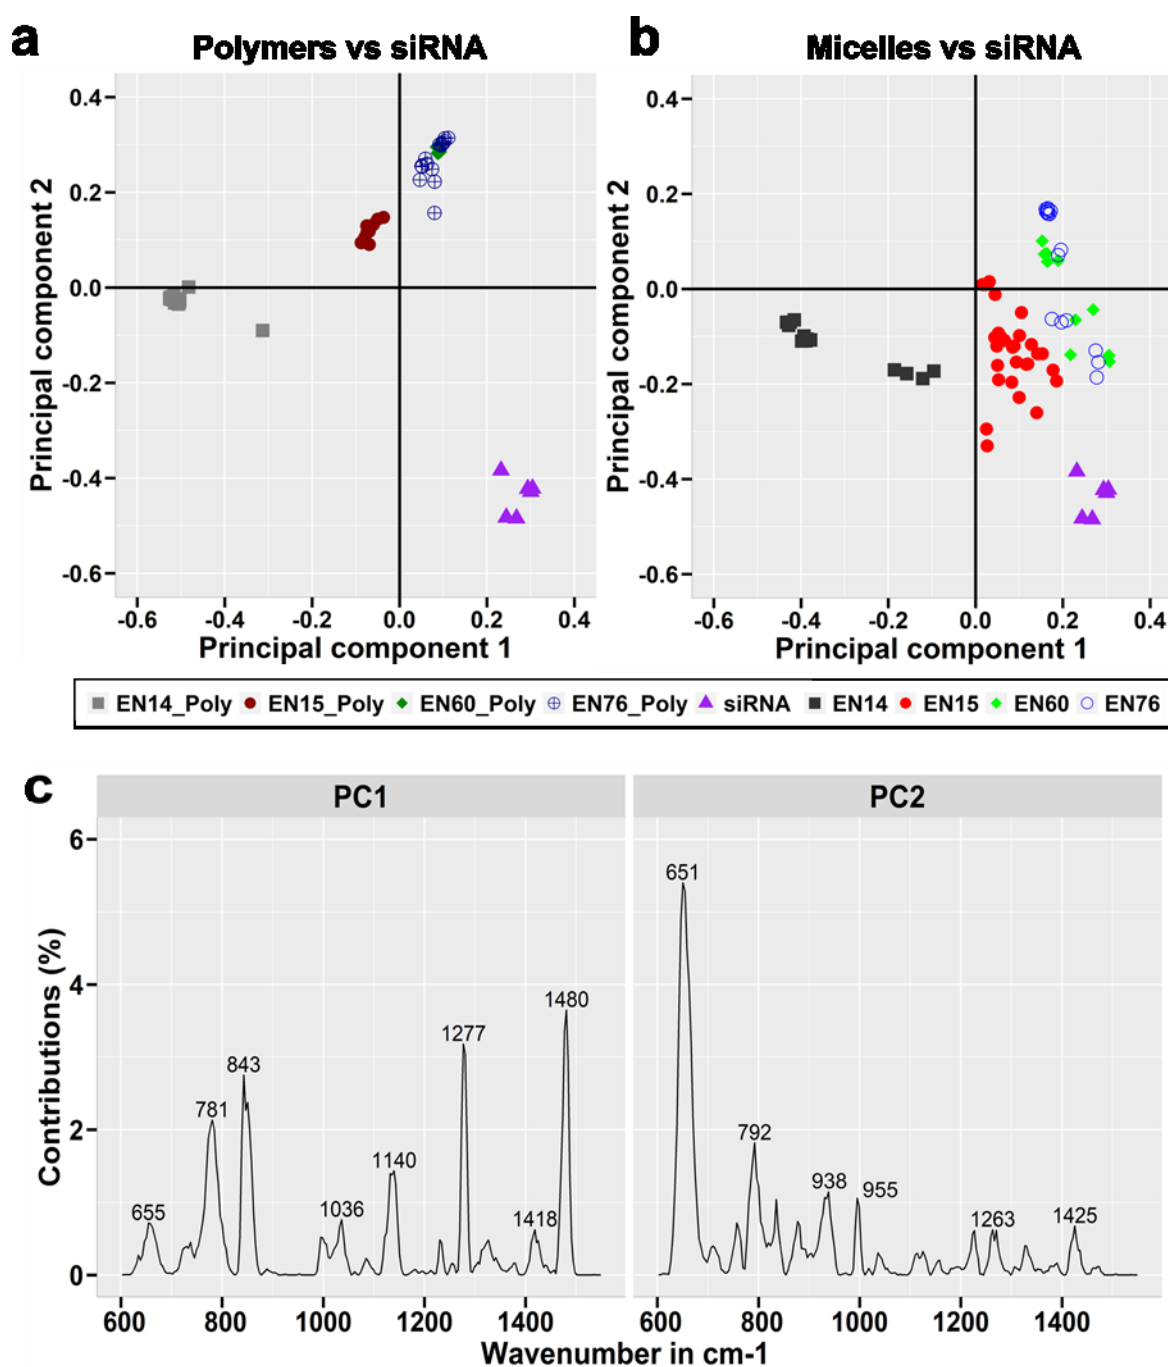 a Polymers vs siRNA
b Micelles vs siRNA
Principal component 2
0.4
0.2
0.0
-0.2
-0.4
-0.6
-0.6 -0.4 -0.2 0.0 0.2 0.4
Principal component 1
Principal component 2
0.4
0.2
0.0
-0.2
-0.4
-0.6
-0.6 -0.4 -0.2 0.0 0.2 0.4
Principal component 1
EN14_Poly EN15_Poly EN60_Poly EN76_Poly siRNA EN14 EN15 EN60 EN76
c
PC1
PC2
Contributions (%)
6
4
2
0
655 781 843 1036 1140 1277 1418 1480
651 792 938 955 1263 1425
600 800 1000 1200 1400
600 800 1000 1200 1400
Wavenumber in cm-1